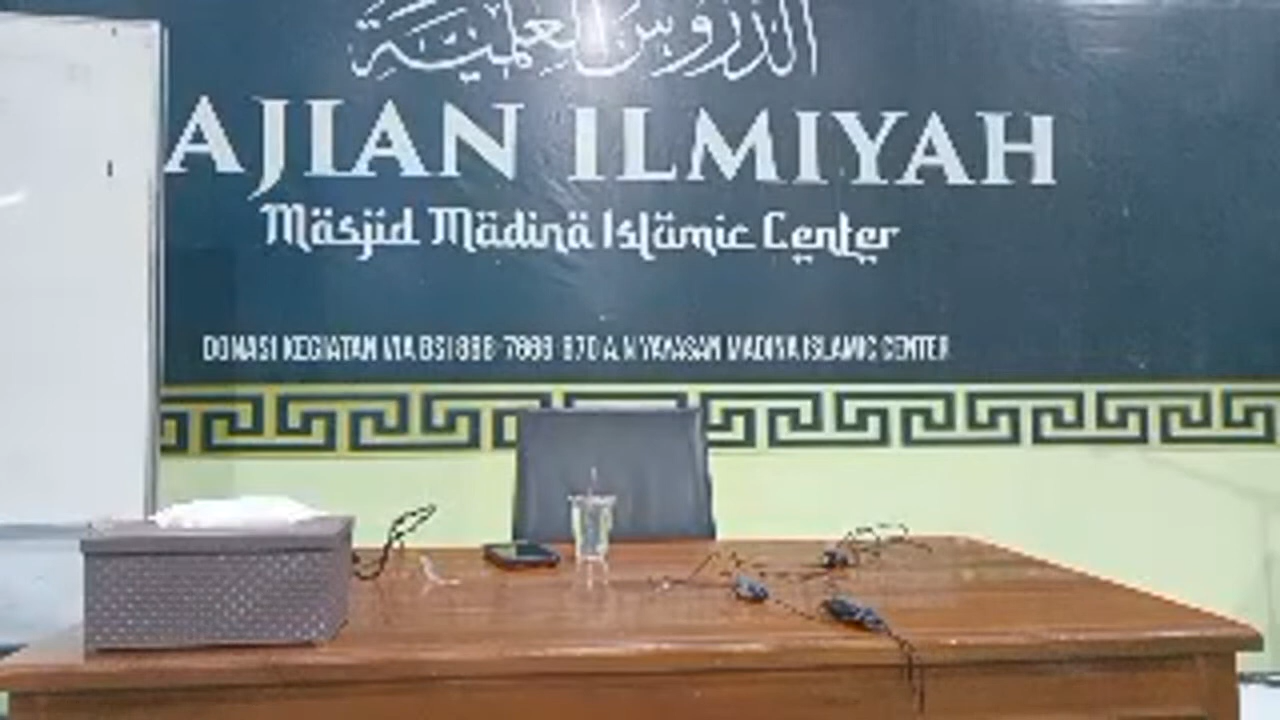 الدروس العلمية
AJIAN ILMIYAH
Masjid Madina Islamic Center
DONASI KEGIATAN VIA BSI A.N YAYASAN MADINA ISLAMIC CENTER